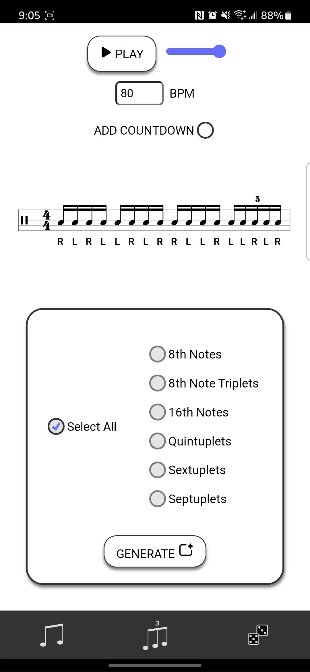 9:05 88%
PLAY
80 BPM
ADD COUNTDOWN
5
4
4
R L R L L R L R R L R L R L L R L R
8th Notes
8th Note Triplets
16th Notes
Select All
Quintuplets
Sextuplets
Septuplets
GENERATE
3